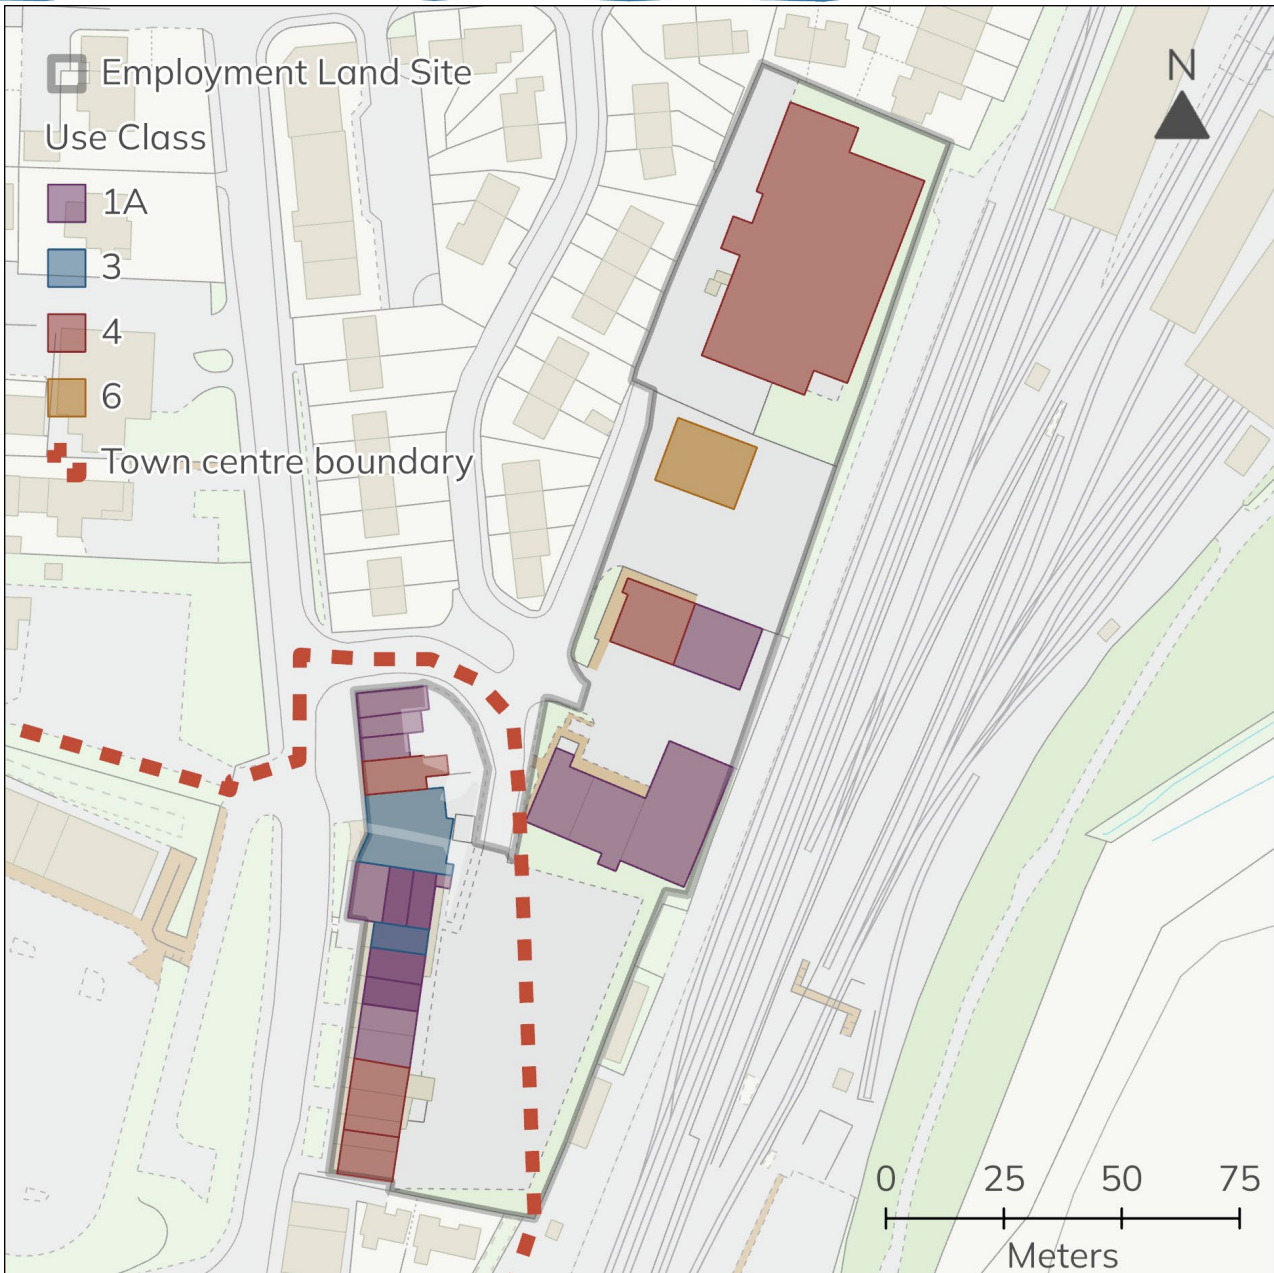 N
Employment Land Site
Use Class
1A
3
4
6
Town centre boundary
0 25 50 75
Meters